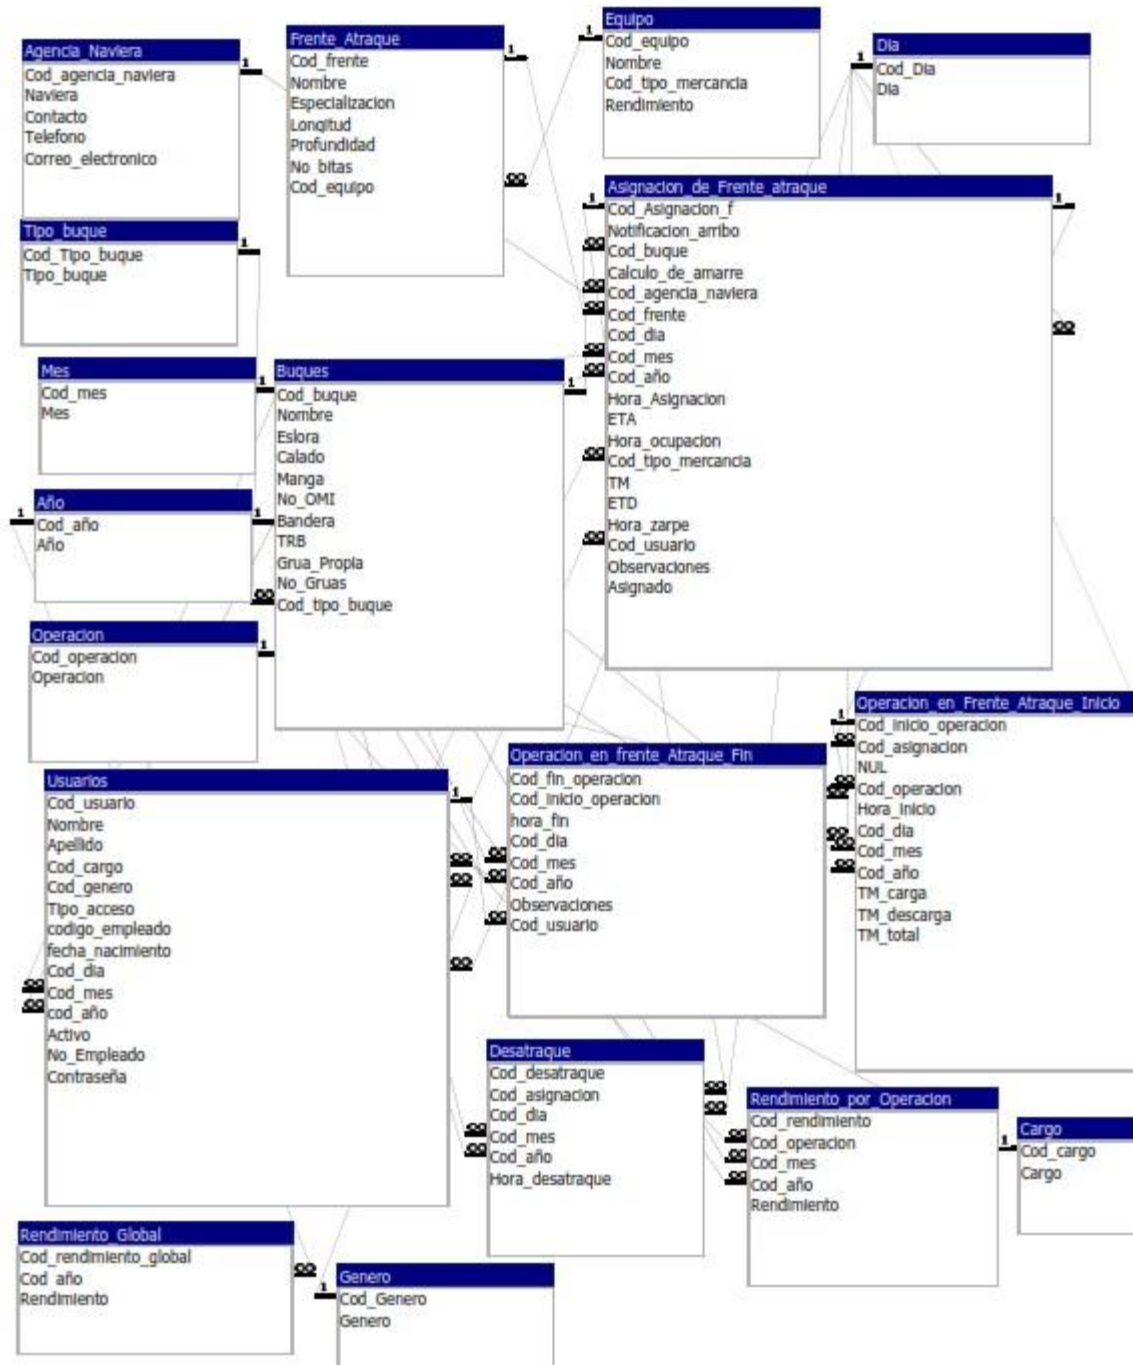 Agencia_Naviera
Cod_agencia_naviera
Naviera
Contacto
Telefono
Correo_electronico
Frente_Atraque
Cod_frente
Nombre
Especializacion
Longitud
Profundidad
No_bitas
Cod_equipo
Equipo
Cod_equipo
Nombre
Cod_tipo_mercancia
Rendimiento
Dia
Cod_Dia
Dia
Tipo_buque
Cod_Tipo_buque
Tipo_buque
Asignacion_de_Frente_atraque
Cod_Asignacion_f
Notificacion_arribo
Cod_buque
Calculo_de_amarre
Cod_agencia_naviera
Cod_frente
Cod_dia
Cod_mes
Cod_año
Hora_Asignacion
ETA
Hora_ocupacion
Cod_tipo_mercancia
TM
ETD
Hora_zarpe
Cod_usuario
Observaciones
Asignado
Mes
Cod_mes
Mes
Buques
Cod_buque
Nombre
Eslora
Calado
Manga
No_OMI
Bandera
TRB
Grua_Propia
No_Gruas
Cod_tipo_buque
Año
Cod_año
Año
Operacion
Cod_operacion
Operacion
Operacion_en_Frente_Atraque_Inicio
Cod_inicio_operacion
Cod_asignacion
NUL
Cod_operacion
Hora_inicio
Cod_dia
Cod_mes
Cod_año
TM_carga
TM_descarga
TM_total
Operacion_en_frente_Atraque_Fin
Cod_fin_operacion
Cod_inicio_operacion
hora_fin
Cod_dia
Cod_mes
Cod_año
Observaciones
Cod_usuario
Usuarios
Cod_usuario
Nombre
Apellido
Cod_cargo
Cod_genero
Tipo_acceso
codigo_empleado
fecha_nacimiento
Cod_dia
Cod_mes
cod_año
Activo
No_Empleado
Contraseña
Desatraque
Cod_desatraque
Cod_asignacion
Cod_dia
Cod_mes
Cod_año
Hora_desatraque
Rendimiento_por_Operacion
Cod_rendimiento
Cod_operacion
Cod_mes
Cod_año
Rendimiento
Cargo
Cod_cargo
Cargo
Rendimiento_Global
Cod_rendimiento_global
Cod_año
Rendimiento
Genero
Cod_Genero
Genero